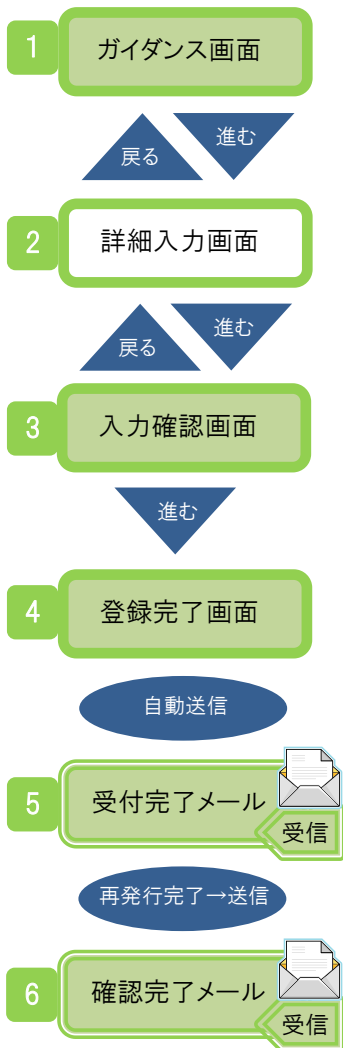 1
ガイダンス画面
戻る
進む
2
詳細入力画面
戻る
進む
3
入力確認画面
進む
4
登録完了画面
自動送信
5
受付完了メール
受信
再発行完了→送信
6
確認完了メール
受信